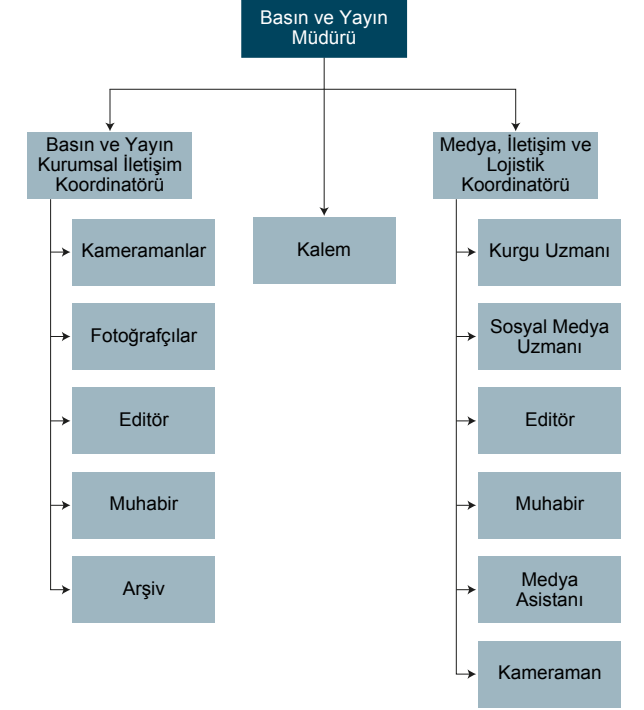 Basın ve Yayın
Müdürü
Basın ve Yayın
Kurumsal İletişim
Koordinatörü
Kameramanlar
Fotoğrafçılar
Editör
Muhabir
Arşiv
Kalem
Medya, İletişim ve
Lojistik
Koordinatörü
Kurgu Uzmanı
Sosyal Medya
Uzmanı
Editör
Muhabir
Medya
Asistanı
Kameraman